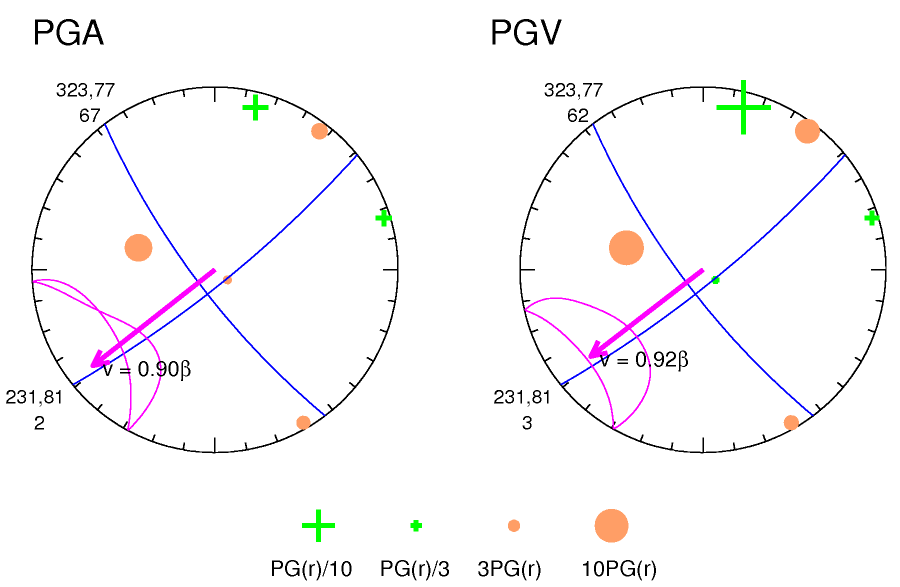 PGA
PGV
323,77
67
323,77
62
v = 0.90β
v = 0.92β
231,81
2
231,81
3
PG(r)/10 PG(r)/3 3PG(r) 10PG(r)